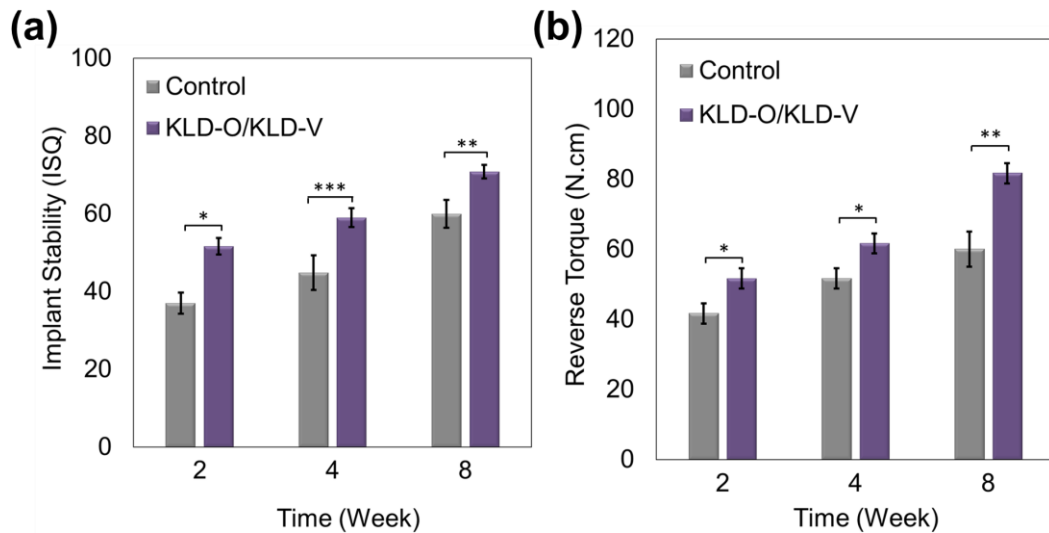 (a)
Implant Stability (ISQ)
100
80
60
40
20
0
Control
KLD-O/KLD-V
*
***
**
2 4 8
Time (Week)
(b)
Reverse Torque (N.cm)
120
100
80
60
40
20
0
Control
KLD-O/KLD-V
*
*
**
2 4 8
Time (Week)